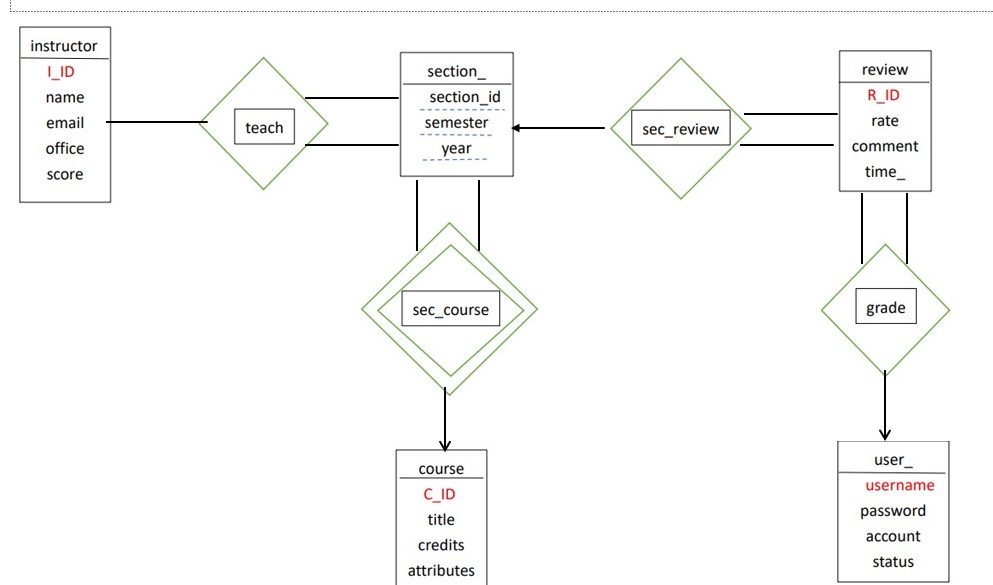 instructor
I_ID
name
email
office
score
teach
section_
section_id
semester
year
sec_review
review
R_ID
rate
comment
time_
sec_course
grade
course
C_ID
title
credits
attributes
user_
username
password
account
status